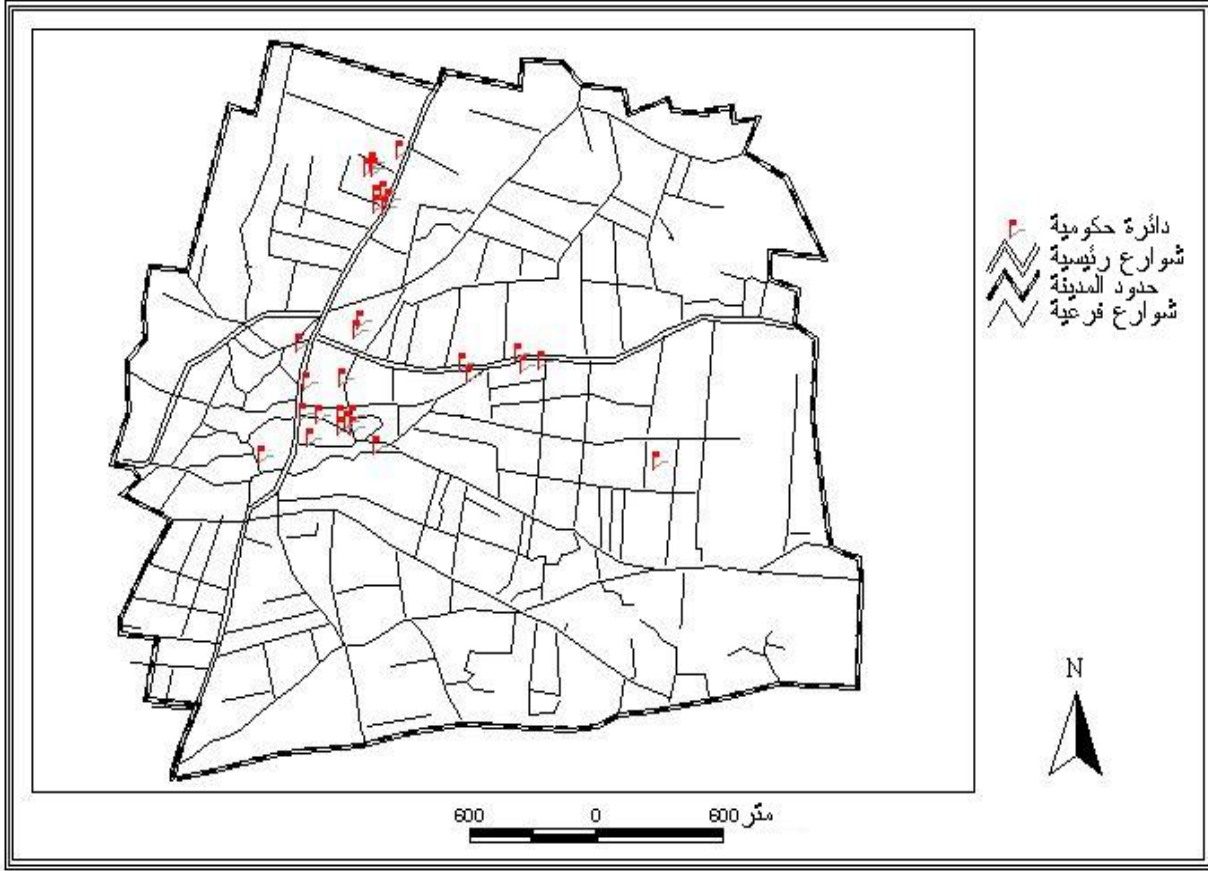 دائرة حكومية
شوارع رئيسية
حدود المدينة
شوارع فرعية
N
600 0 600 متر